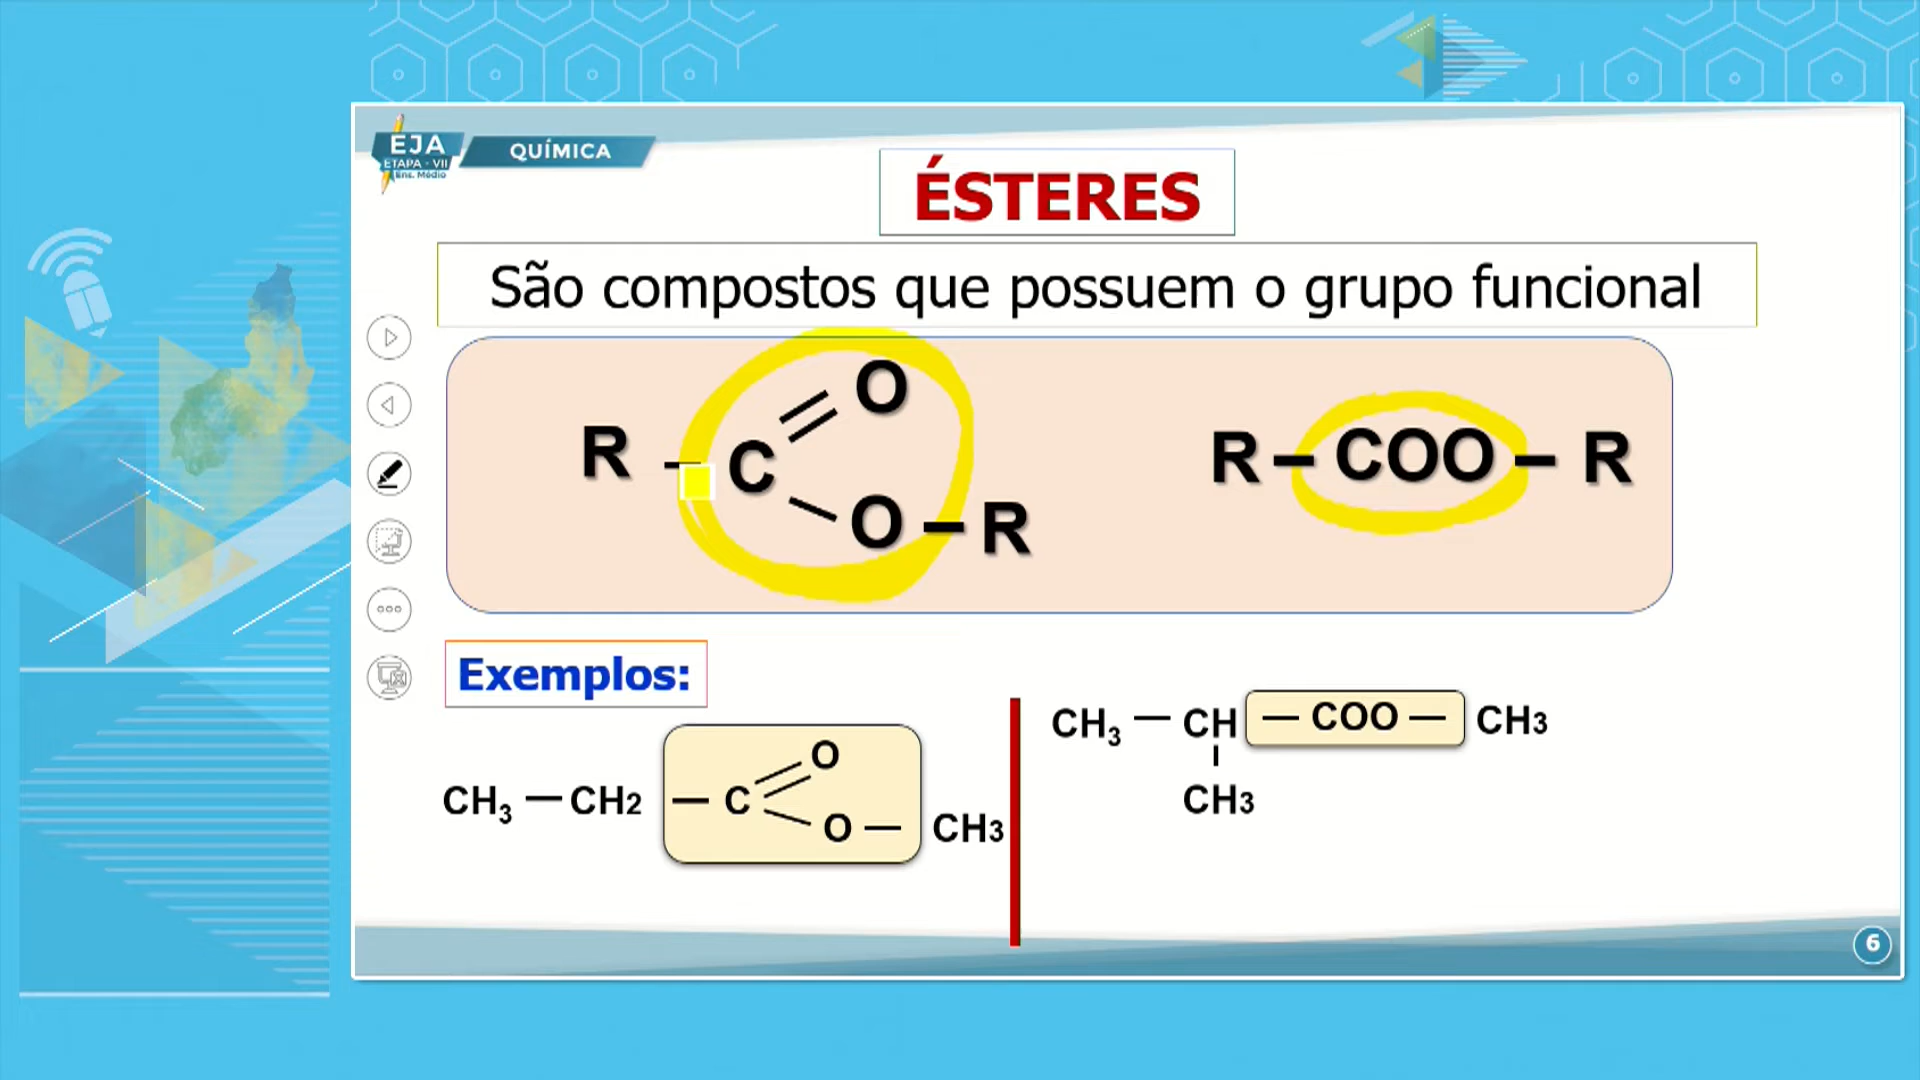 EJA
ETAPA - VII
Ens. Médio
QUÍMICA
ÉSTERES
São compostos que possuem o grupo funcional
R - C = O
O - R
R - COO - R
Exemplos:
CH3 — CH2 — C = O
O — CH3
CH3 — CH — COO — CH3
CH3
6